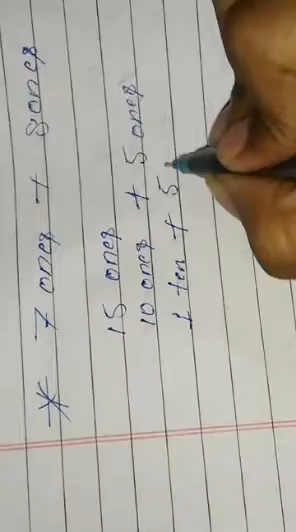 * 7 ones + 8 ones
15 ones
10 ones + 5 ones
1 ten + 5